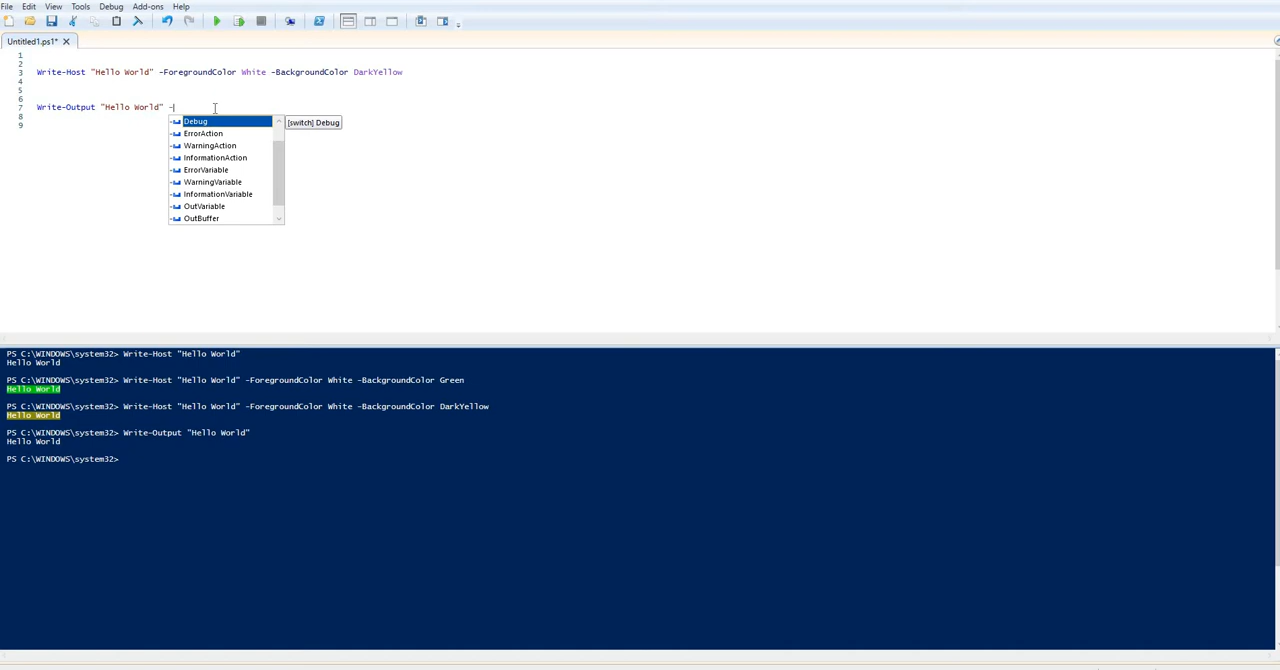 File Edit View Tools Debug Add-ons Help
Untitled1.ps1*
1
2
3 Write-Host "Hello World" -ForegroundColor White -BackgroundColor DarkYellow
4
5
6
7 Write-Output "Hello World" -
8
9
Debug
[switch] Debug
ErrorAction
WarningAction
InformationAction
ErrorVariable
WarningVariable
InformationVariable
OutVariable
OutBuffer
PS C:\WINDOWS\system32> Write-Host "Hello World"
Hello World
PS C:\WINDOWS\system32> Write-Host "Hello World" -ForegroundColor White -BackgroundColor Green
Hello World
PS C:\WINDOWS\system32> Write-Host "Hello World" -ForegroundColor White -BackgroundColor DarkYellow
Hello World
PS C:\WINDOWS\system32> Write-Output "Hello World"
Hello World
PS C:\WINDOWS\system32>